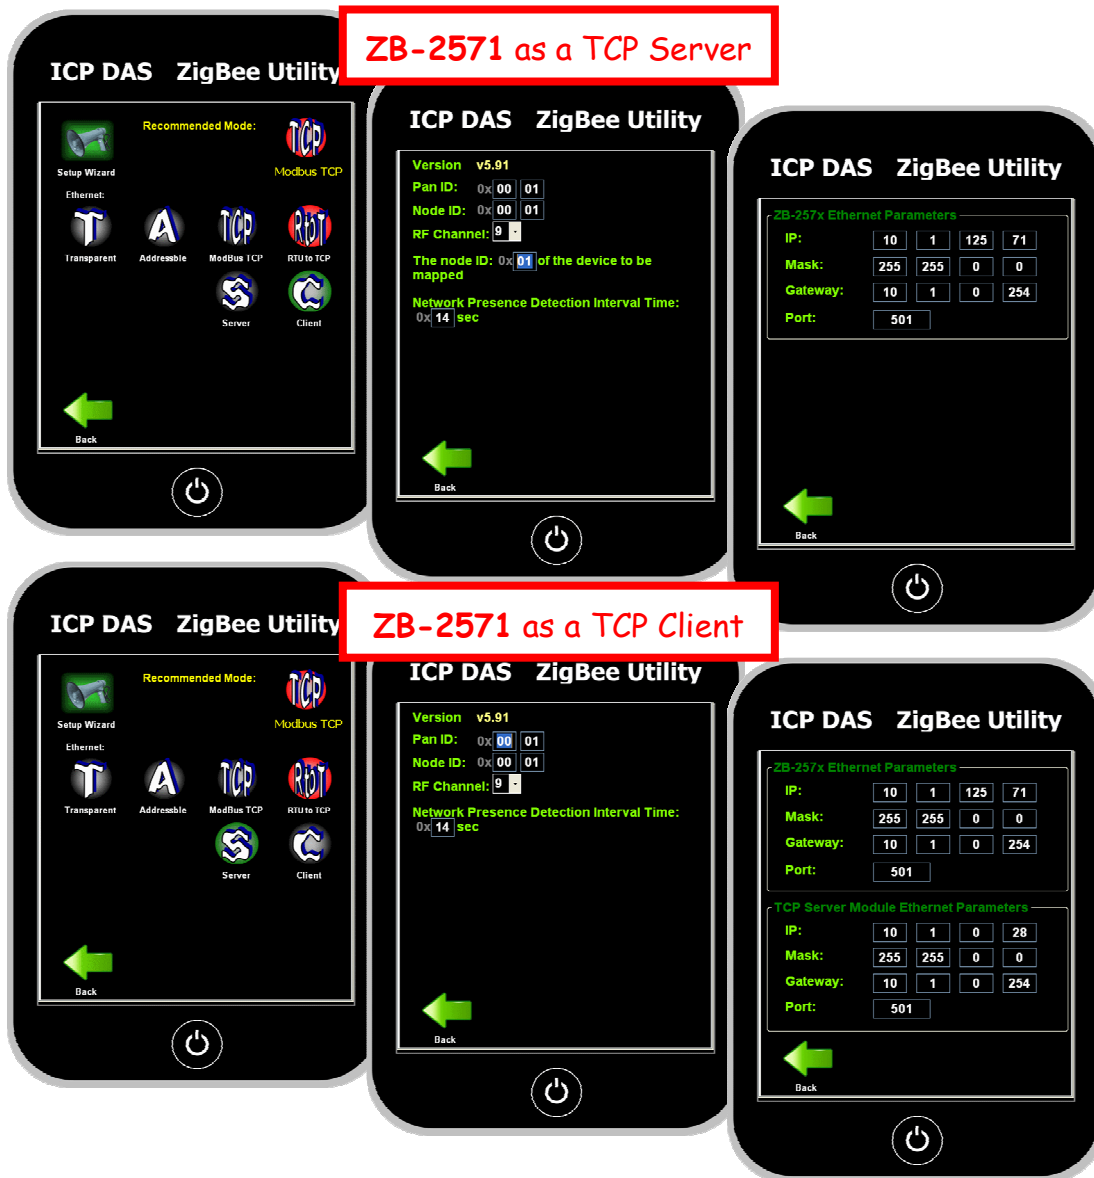 ZB-2571 as a TCP Server
ICP DAS ZigBee Utility
Recommended Mode:
TCP
Setup Wizard
Modbus TCP
Ethernet:
T A TCP RtoT
Transparent Addressble ModBus TCP RTU to TCP
S C
Server Client
Back
ICP DAS ZigBee Utility
Version v5.91
Pan ID: 0x 00 01
Node ID: 0x 00 01
RF Channel: 9
The node ID: 0x 01 of the device to be
mapped
Network Presence Detection Interval Time:
0x 14 sec
Back
ICP DAS ZigBee Utility
ZB-257x Ethernet Parameters
IP: 10 1 125 71
Mask: 255 255 0 0
Gateway: 10 1 0 254
Port: 501
Back
ZB-2571 as a TCP Client
ICP DAS ZigBee Utility
Recommended Mode:
TCP
Setup Wizard
Modbus TCP
Ethernet:
T A TCP RtoT
Transparent Addressble ModBus TCP RTU to TCP
S C
Server Client
Back
ICP DAS ZigBee Utility
Version v5.91
Pan ID: 0x 00 01
Node ID: 0x 00 01
RF Channel: 9
Network Presence Detection Interval Time:
0x 14 sec
Back
ICP DAS ZigBee Utility
ZB-257x Ethernet Parameters
IP: 10 1 125 71
Mask: 255 255 0 0
Gateway: 10 1 0 254
Port: 501
TCP Server Module Ethernet Parameters
IP: 10 1 0 28
Mask: 255 255 0 0
Gateway: 10 1 0 254
Port: 501
Back